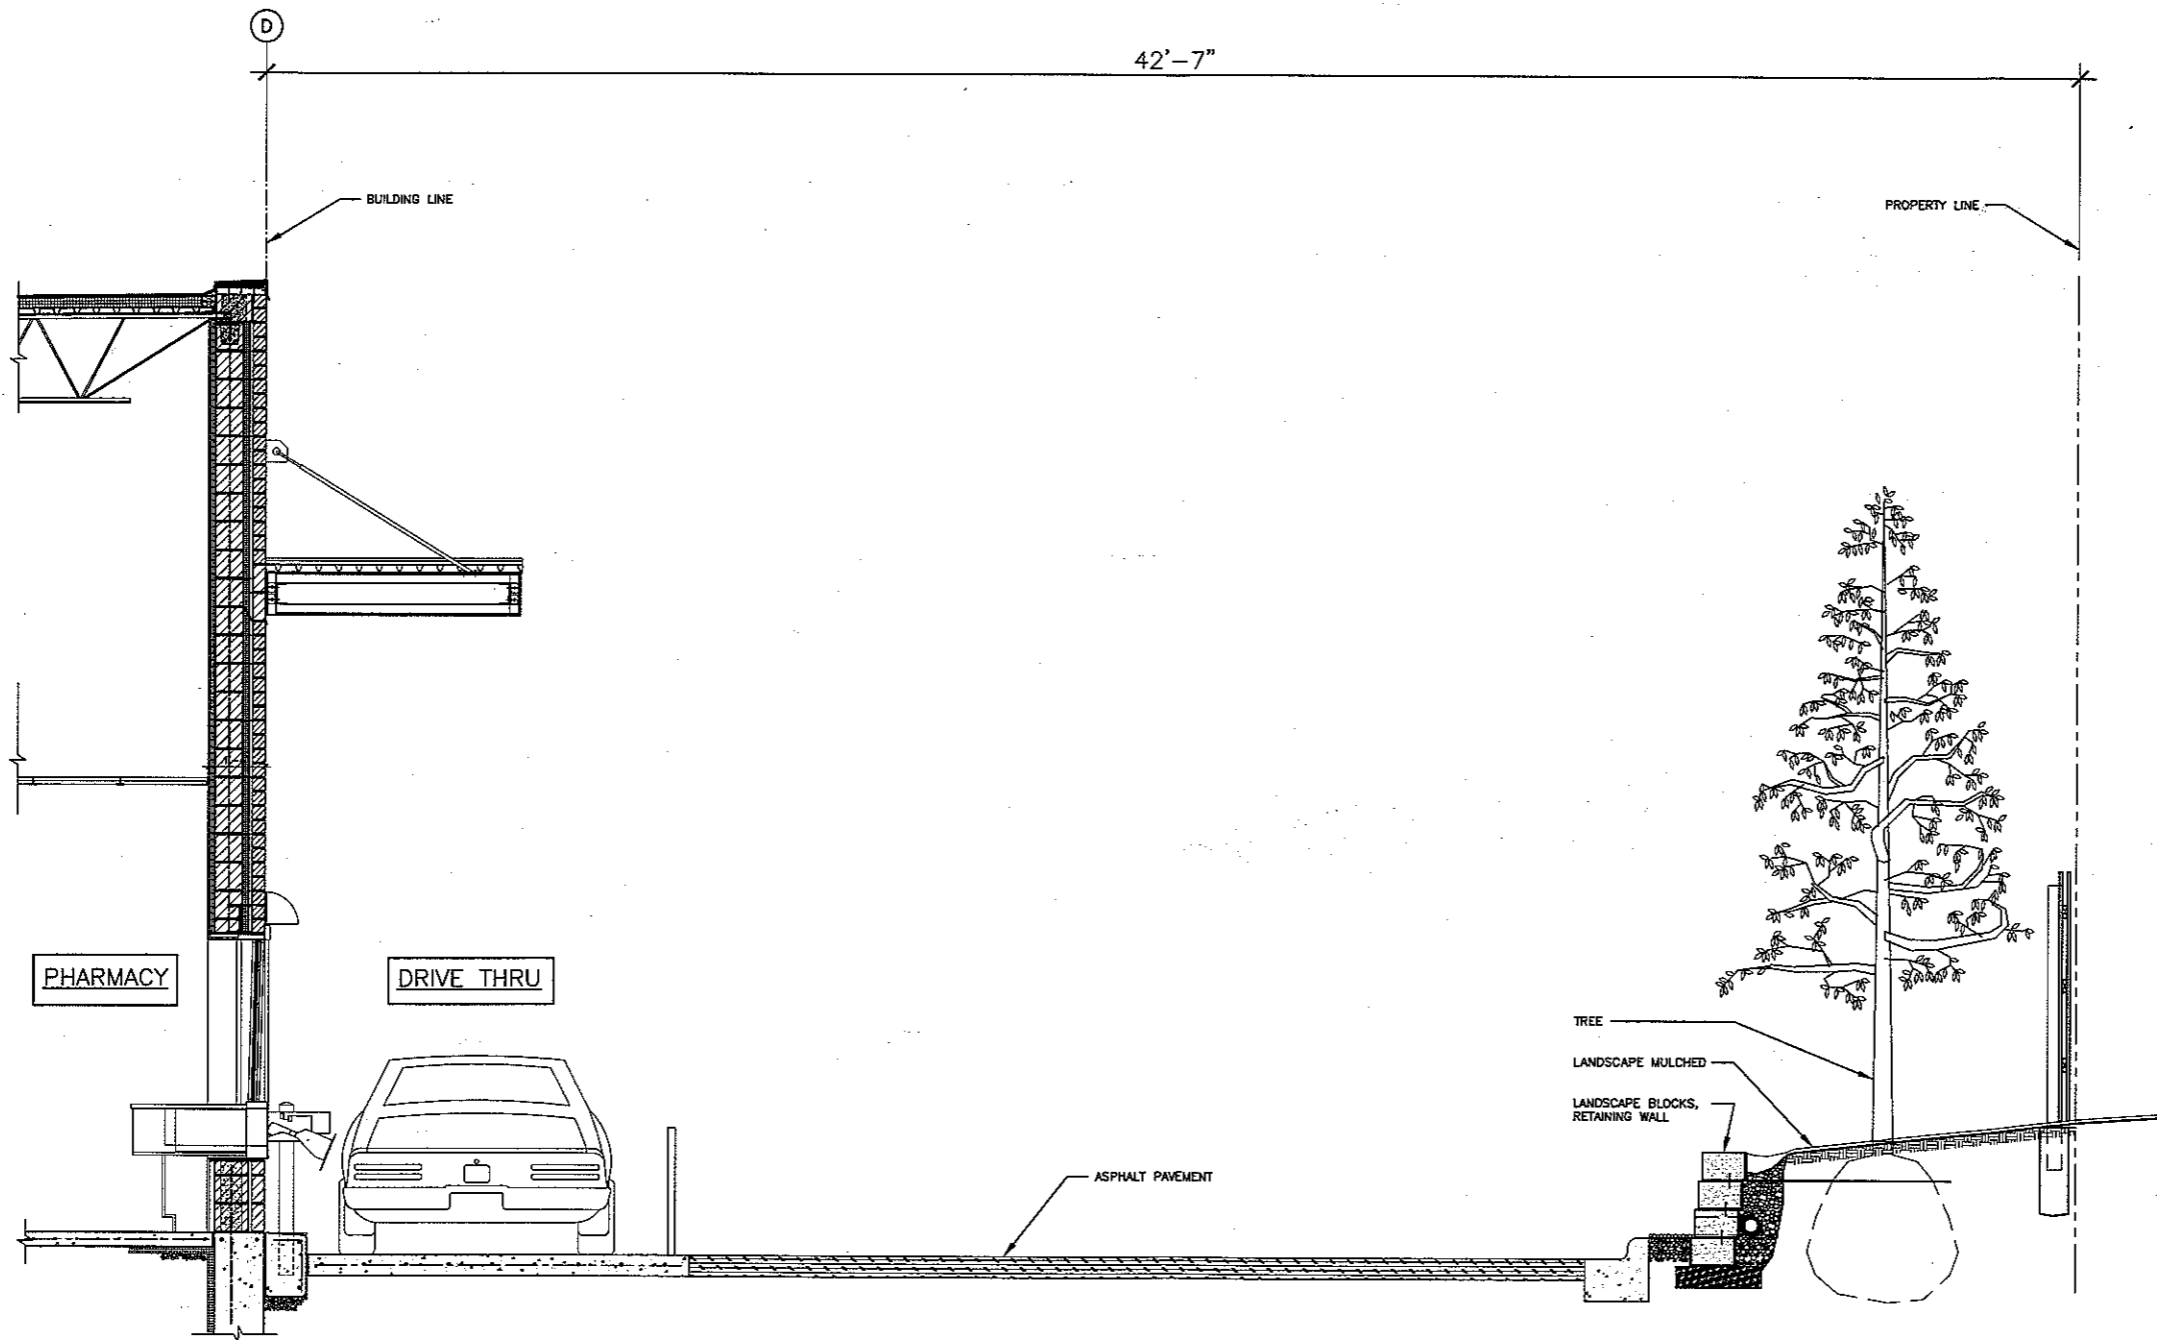 D
42'-7"
BUILDING LINE
PROPERTY LINE
PHARMACY
DRIVE THRU
TREE
LANDSCAPE MULCHED
LANDSCAPE BLOCKS,
RETAINING WALL
ASPHALT PAVEMENT